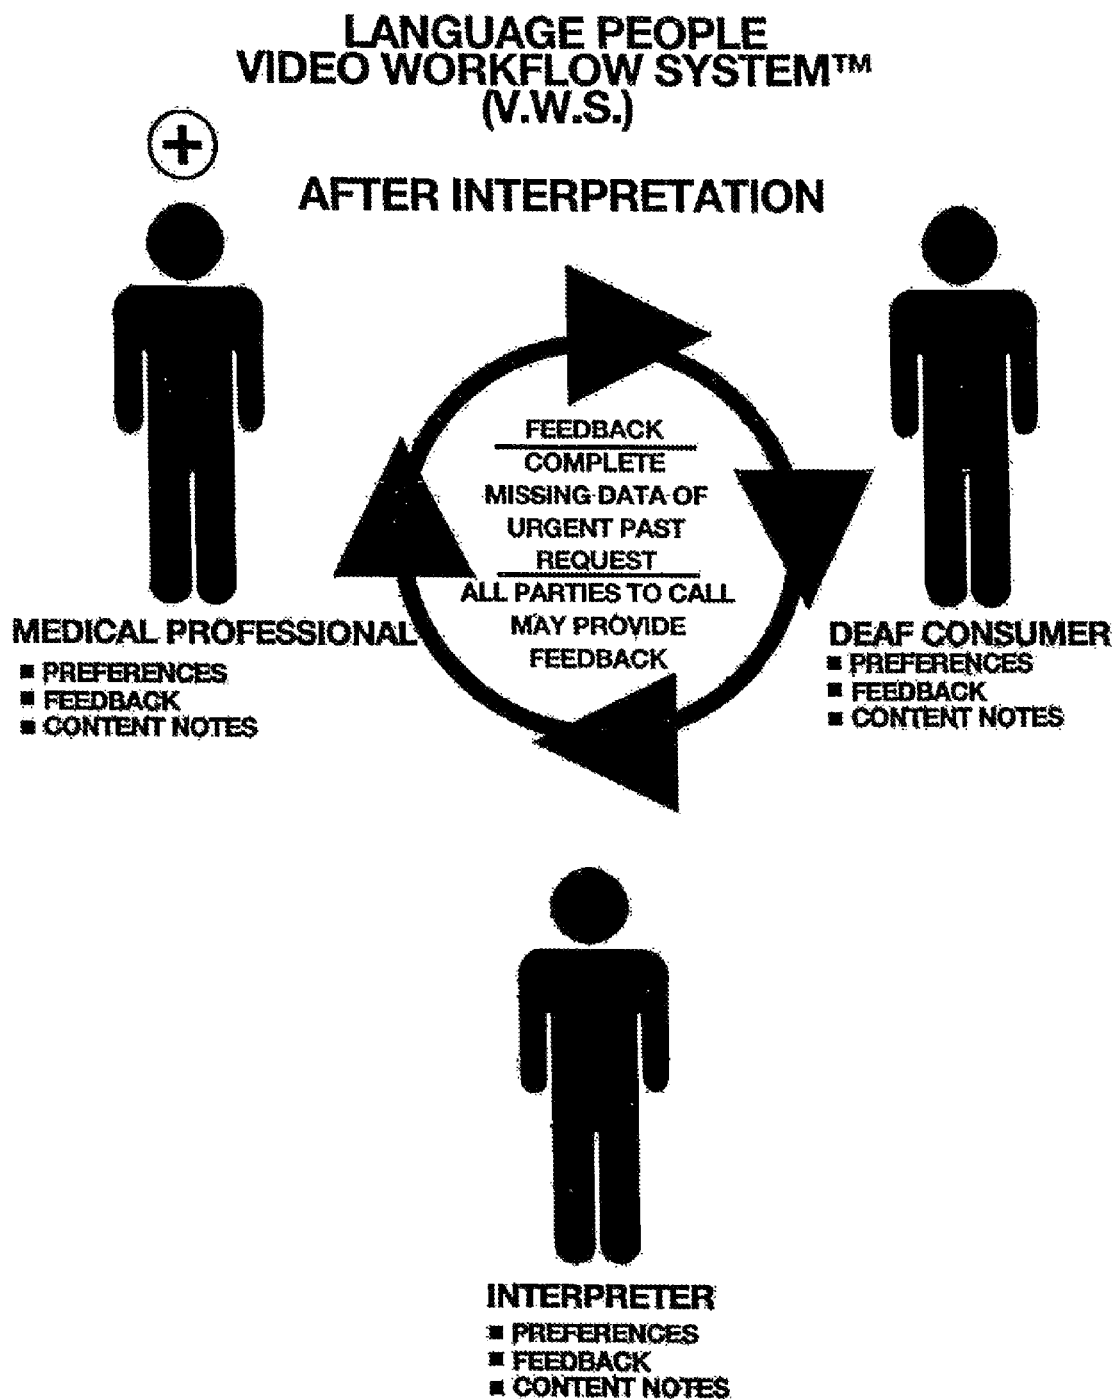 LANGUAGE PEOPLE
VIDEO WORKFLOW SYSTEM™
(V.W.S.)
AFTER INTERPRETATION
FEEDBACK
COMPLETE
MISSING DATA OF
URGENT PAST
REQUEST
ALL PARTIES TO CALL
MAY PROVIDE
FEEDBACK
MEDICAL PROFESSIONAL
■ PREFERENCES
■ FEEDBACK
■ CONTENT NOTES
DEAF CONSUMER
■ PREFERENCES
■ FEEDBACK
■ CONTENT NOTES
INTERPRETER
■ PREFERENCES
■ FEEDBACK
■ CONTENT NOTES